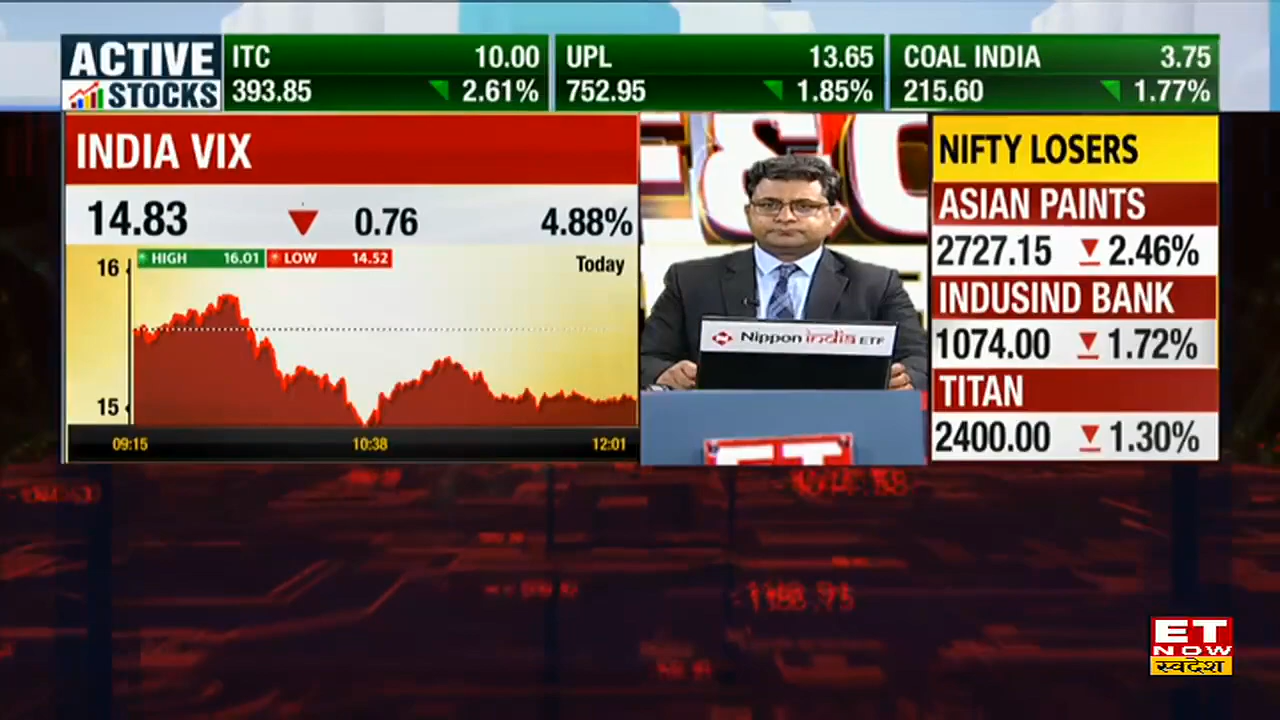 ACTIVE STOCKS
ITC 10.00
393.85 2.61%
UPL 13.65
752.95 1.85%
COAL INDIA 3.75
215.60 1.77%
INDIA VIX
14.83 0.76 4.88%
HIGH 16.01 LOW 14.52
Today
16
15
09:15 10:38 12:01
Nippon india ETF
ET
NIFTY LOSERS
ASIAN PAINTS
2727.15 2.46%
INDUSIND BANK
1074.00 1.72%
TITAN
2400.00 1.30%
ET
NOW
स्वदेश